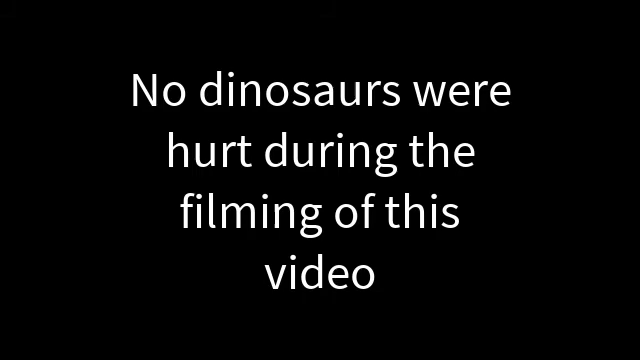 No dinosaurs were
hurt during the
filming of this
video